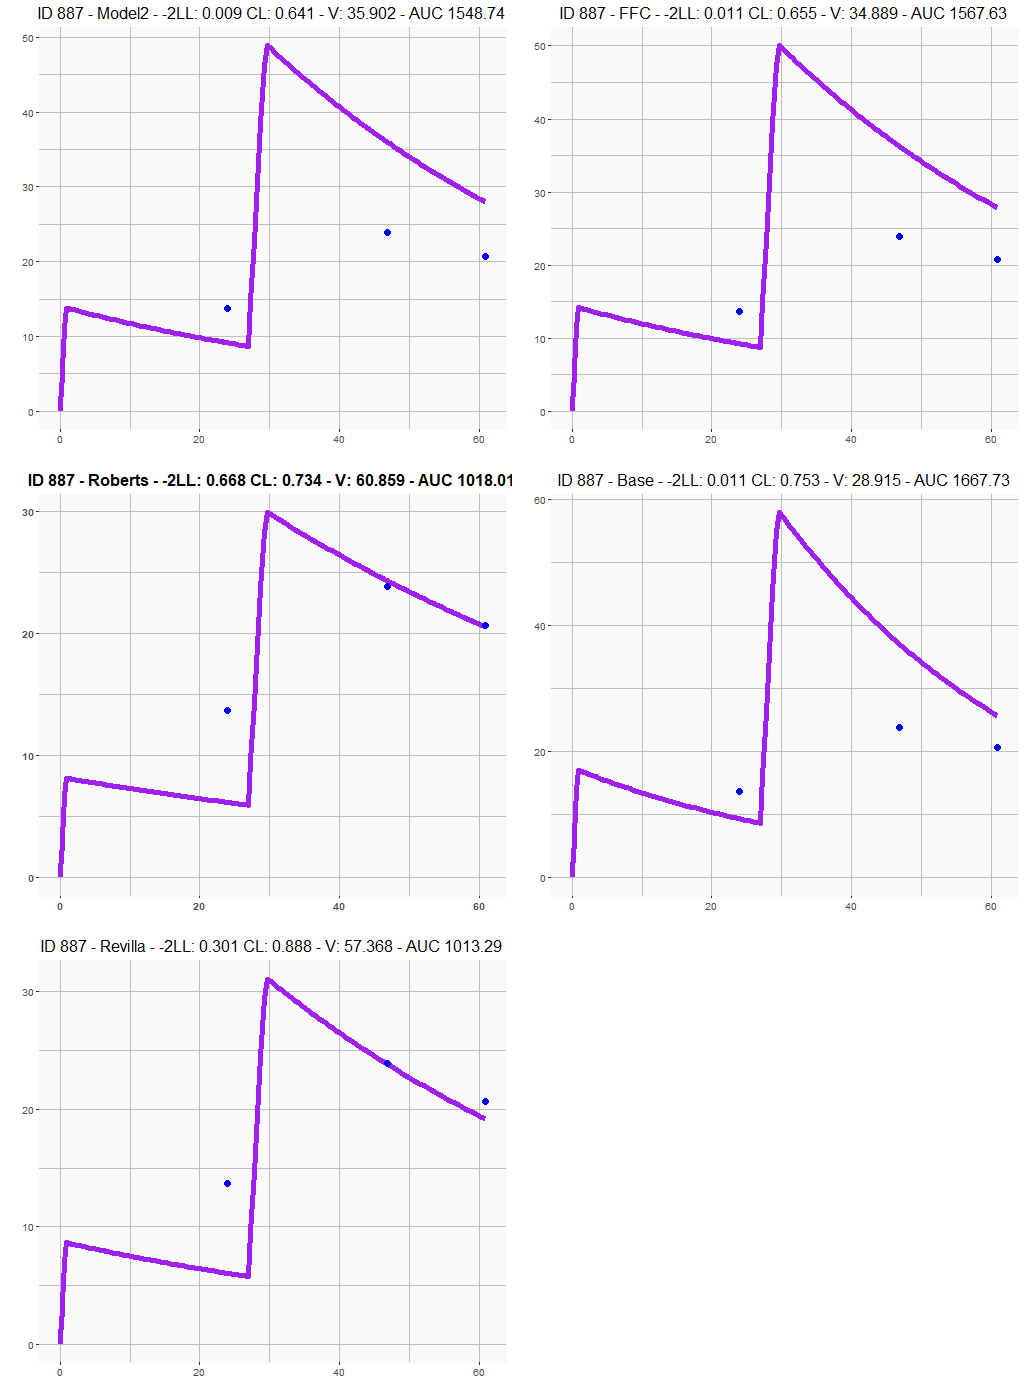 ID 887 - Model2 - -2LL: 0.009 CL: 0.641 - V: 35.902 - AUC 1548.74
50
40
30
20
10
0
0 20 40 60
ID 887 - FFC - -2LL: 0.011 CL: 0.655 - V: 34.889 - AUC 1567.63
50
40
30
20
10
0
0 20 40 60
ID 887 - Roberts - -2LL: 0.668 CL: 0.734 - V: 60.859 - AUC 1018.01
30
20
10
0
0 20 40 60
ID 887 - Base - -2LL: 0.011 CL: 0.753 - V: 28.915 - AUC 1667.73
60
40
20
0
0 20 40 60
ID 887 - Revilla - -2LL: 0.301 CL: 0.888 - V: 57.368 - AUC 1013.29
30
20
10
0
0 20 40 60